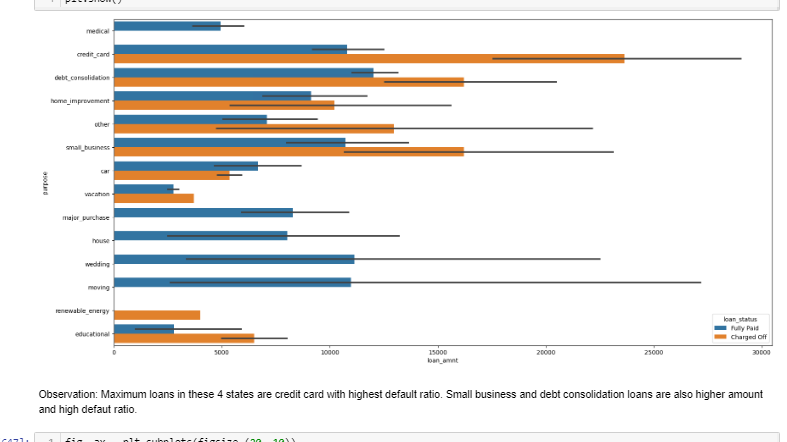 plt.show()
medical
credit_card
debt_consolidation
home_improvement
other
small_business
car
vacation
major_purchase
house
wedding
moving
renewable_energy
educational
purpose
0 5000 10000 15000 20000 25000 30000
loan_amnt
loan_status
Fully Paid
Charged Off
Observation: Maximum loans in these 4 states are credit card with highest default ratio. Small business and debt consolidation loans are also higher amount
and high defaut ratio.
1 fig, ax plt.subplots(figsize